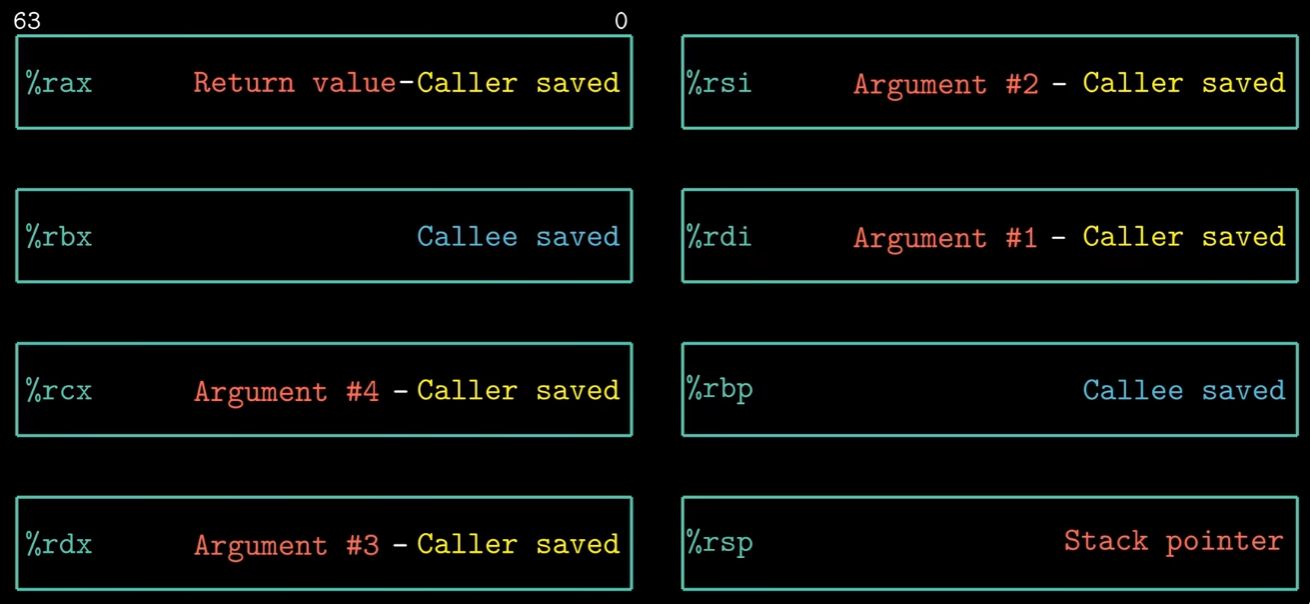 63 0
%rax Return value-Caller saved
%rsi Argument #2 - Caller saved
%rbx Callee saved
%rdi Argument #1 - Caller saved
%rcx Argument #4 - Caller saved
%rbp Callee saved
%rdx Argument #3 - Caller saved
%rsp Stack pointer